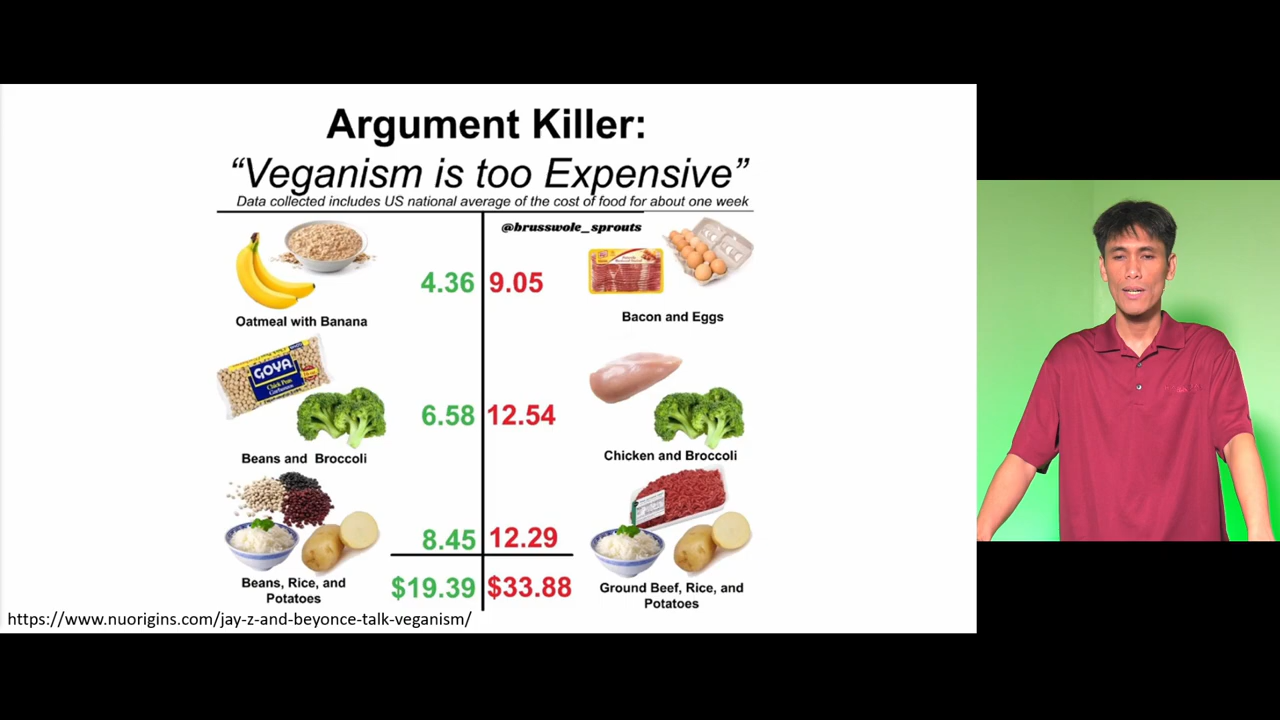 Argument Killer:
“Veganism is too Expensive”
Data collected includes US national average of the cost of food for about one week
@brusswole_sprouts
4.36 9.05
Oatmeal with Banana
Bacon and Eggs
GOYA
Chick Peas
Garbanzos
6.58 12.54
Beans and Broccoli
Chicken and Broccoli
8.45 12.29
$19.39 $33.88
Beans, Rice, and
Potatoes
Ground Beef, Rice, and
Potatoes
https://www.nuorigins.com/jay-z-and-beyonce-talk-veganism/